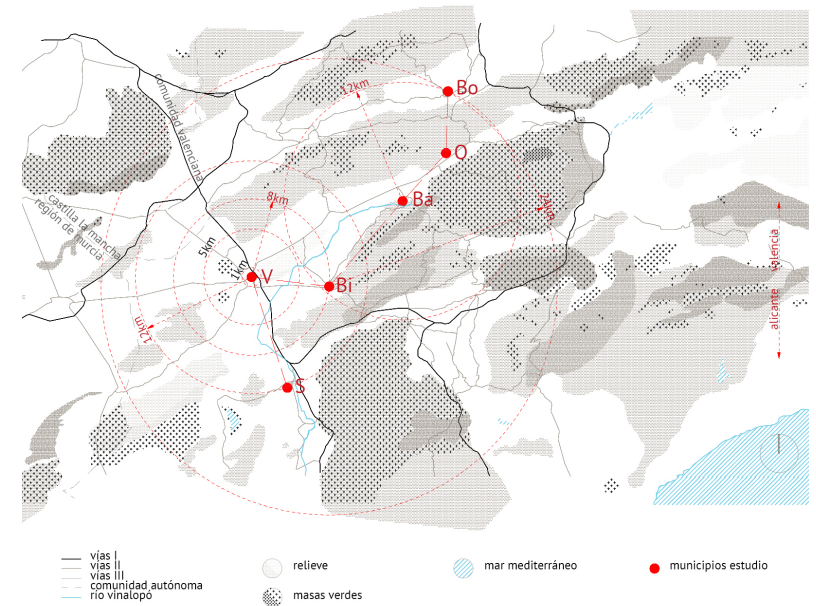 Bo
12km
comunidad valenciana
Q
8km
Ba
24km
castilla la mancha
región de murcia
5km
1km
V
Bi
alicante valencia
12km
S
vías I
vías II
vías III
comunidad autónoma
río vinalopó
relieve
masas verdes
mar mediterráneo
municipios estudio